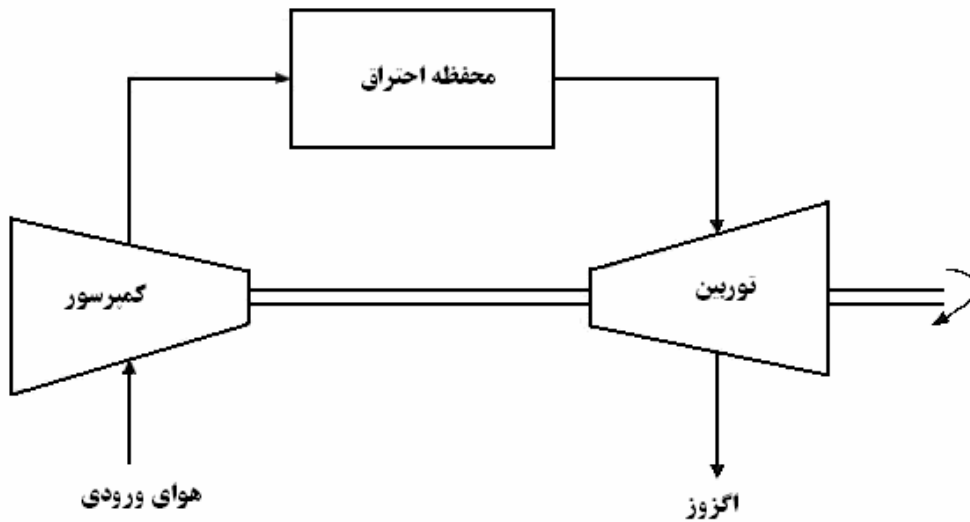 محفظه احتراق
کمپرسور
توربین
هوای ورودی
اگزوز